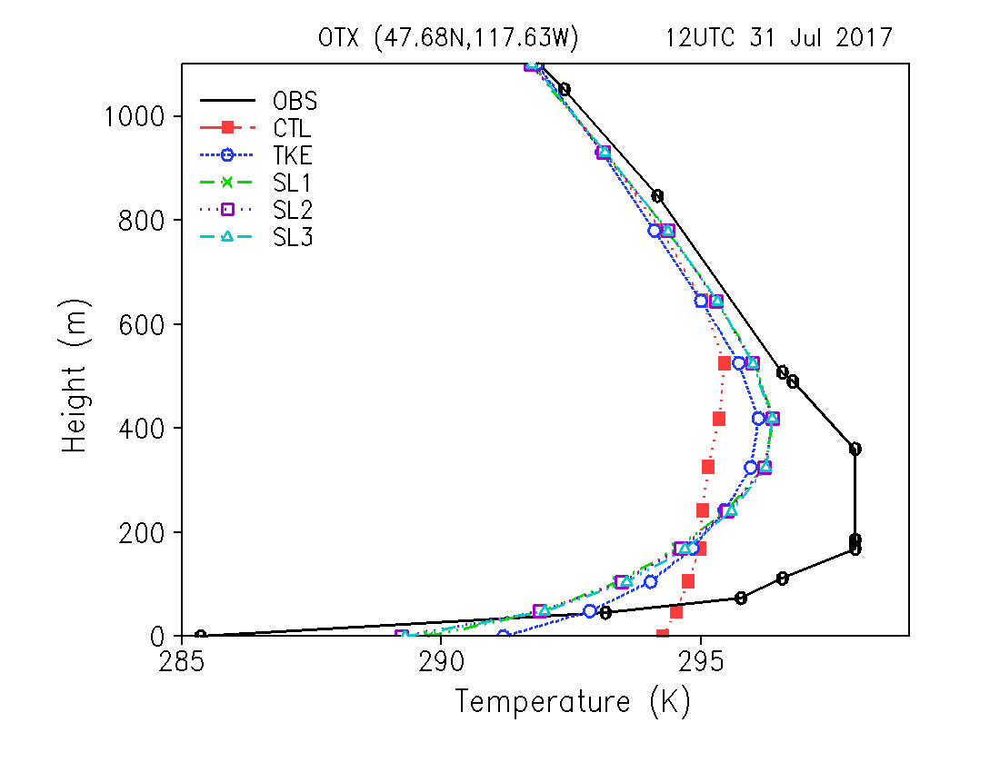 OTX (47.68N,117.63W) 12UTC 31 Jul 2017
OBS
CTL
TKE
SL1
SL2
SL3
1000
800
600
400
200
0
Height (m)
285 290 295
Temperature (K)